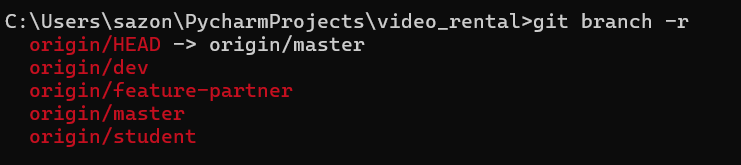 C:\Users\sazon\PycharmProjects\video_rental>git branch -r
origin/HEAD -> origin/master
origin/dev
origin/feature-partner
origin/master
origin/student